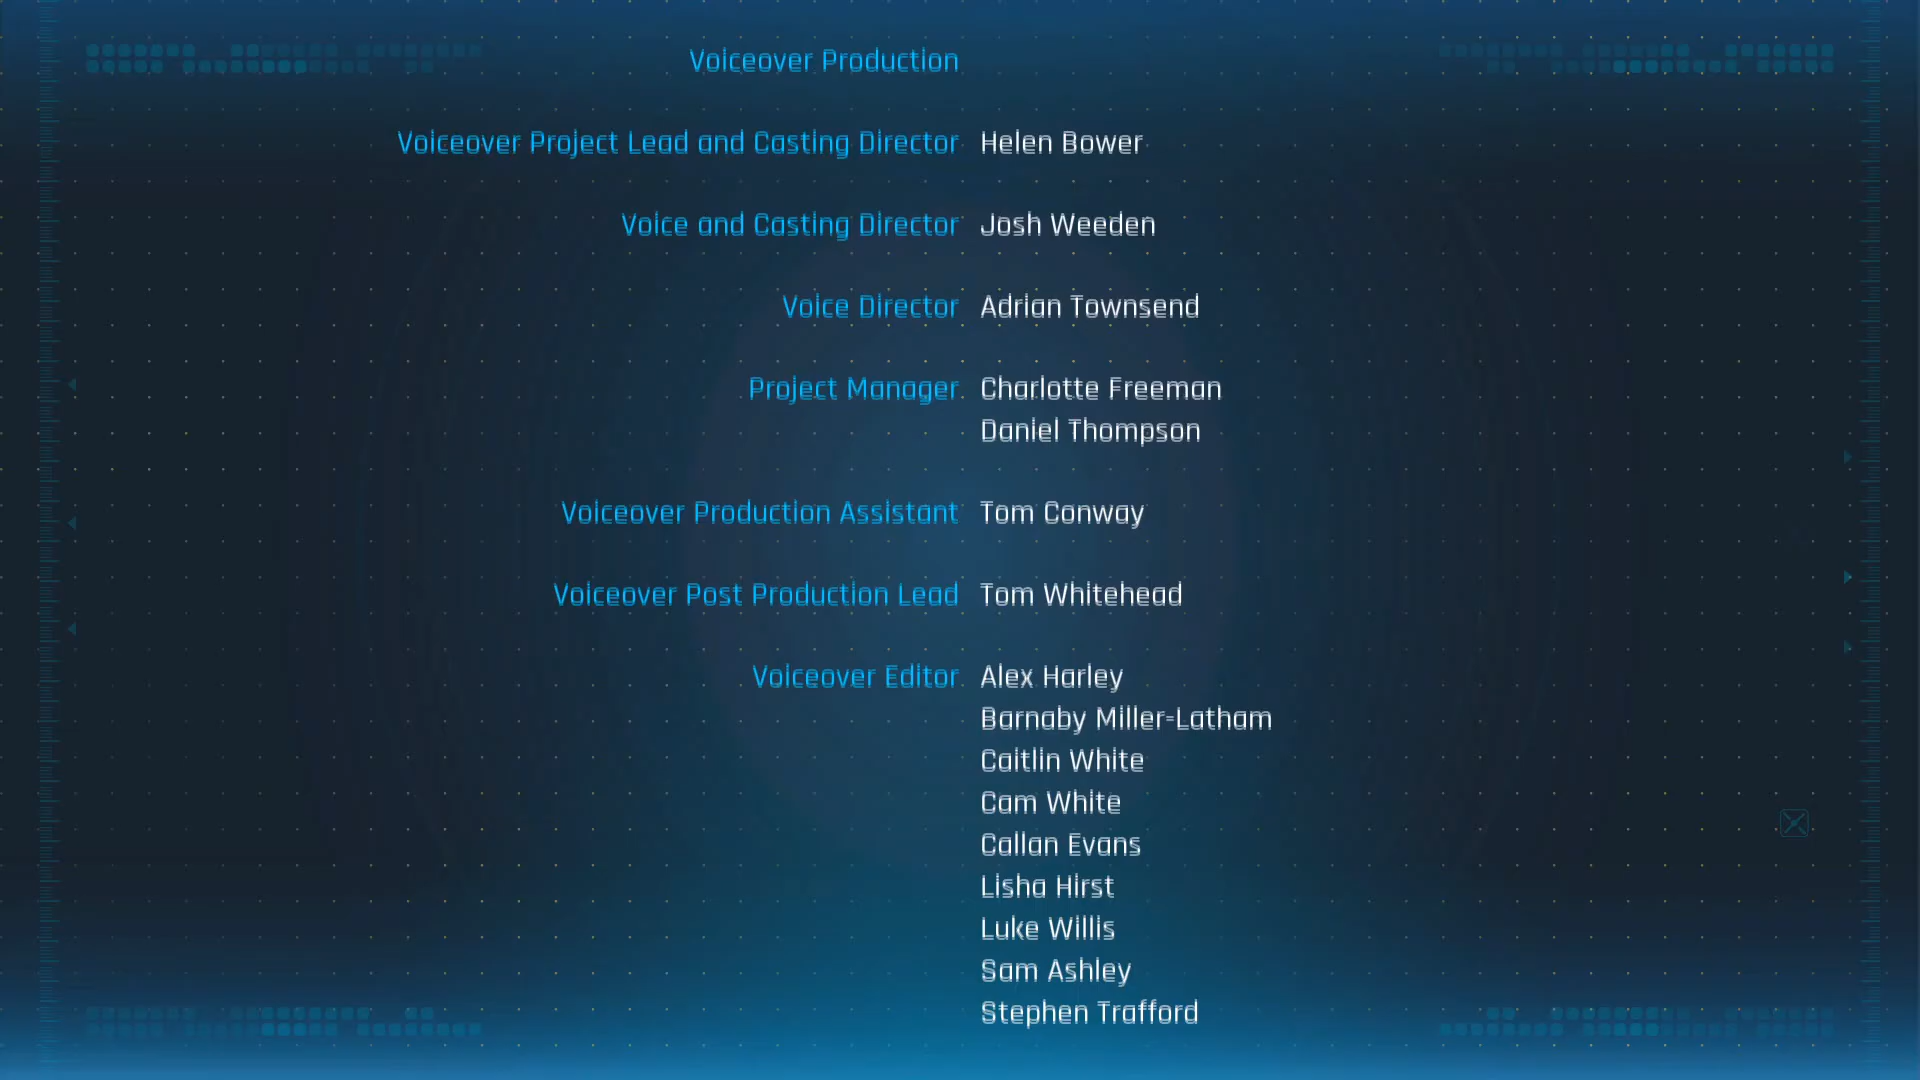 Voiceover Production
Voiceover Project Lead and Casting Director Helen Bower
Voice and Casting Director Josh Weeden
Voice Director Adrian Townsend
Project Manager Charlotte Freeman
Daniel Thompson
Voiceover Production Assistant Tom Conway
Voiceover Post Production Lead Tom Whitehead
Voiceover Editor Alex Harley
Barnaby Miller-Latham
Caitlin White
Cam White
Callan Evans
Lisha Hirst
Luke Willis
Sam Ashley
Stephen Trafford